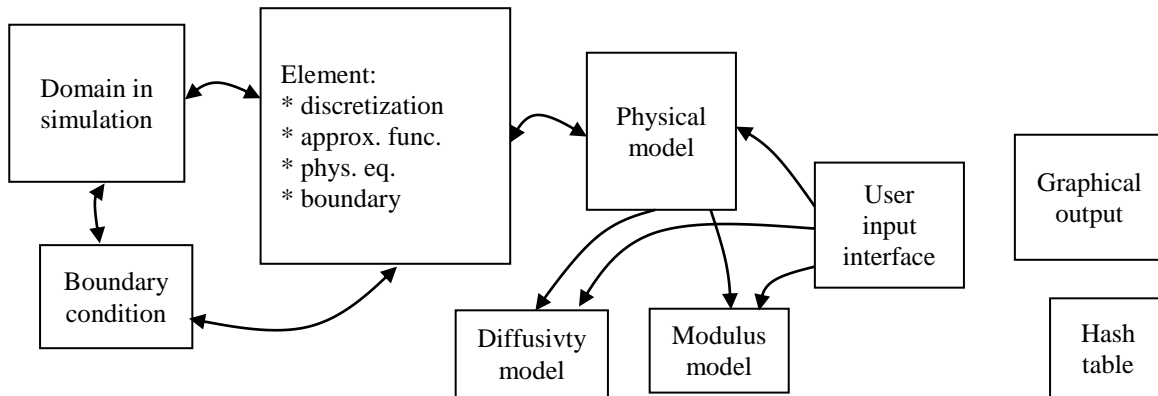 Domain in
simulation
Element:
* discretization
* approx. func.
* phys. eq.
* boundary
Physical
model
User
input
interface
Graphical
output
Boundary
condition
Diffusivty
model
Modulus
model
Hash
table